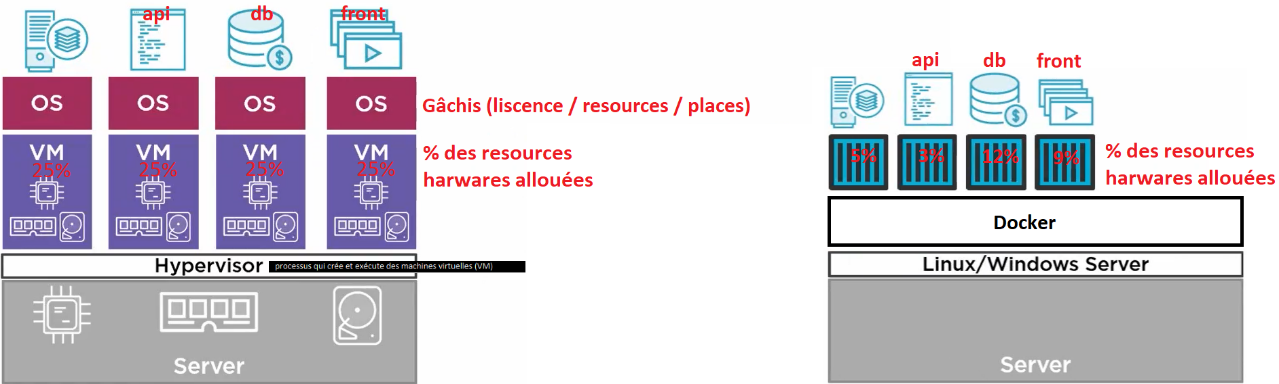 api db front
OS OS OS OS
Gâchis (liscence / resources / places)
VM VM VM VM
25% 25% 25% 25%
% des resources
harwares allouées
Hypervisor processus qui crée et exécute des machines virtuelles (VM)
Server
api db front
5% 3% 12% 9%
% des resources
harwares allouées
Docker
Linux/Windows Server
Server